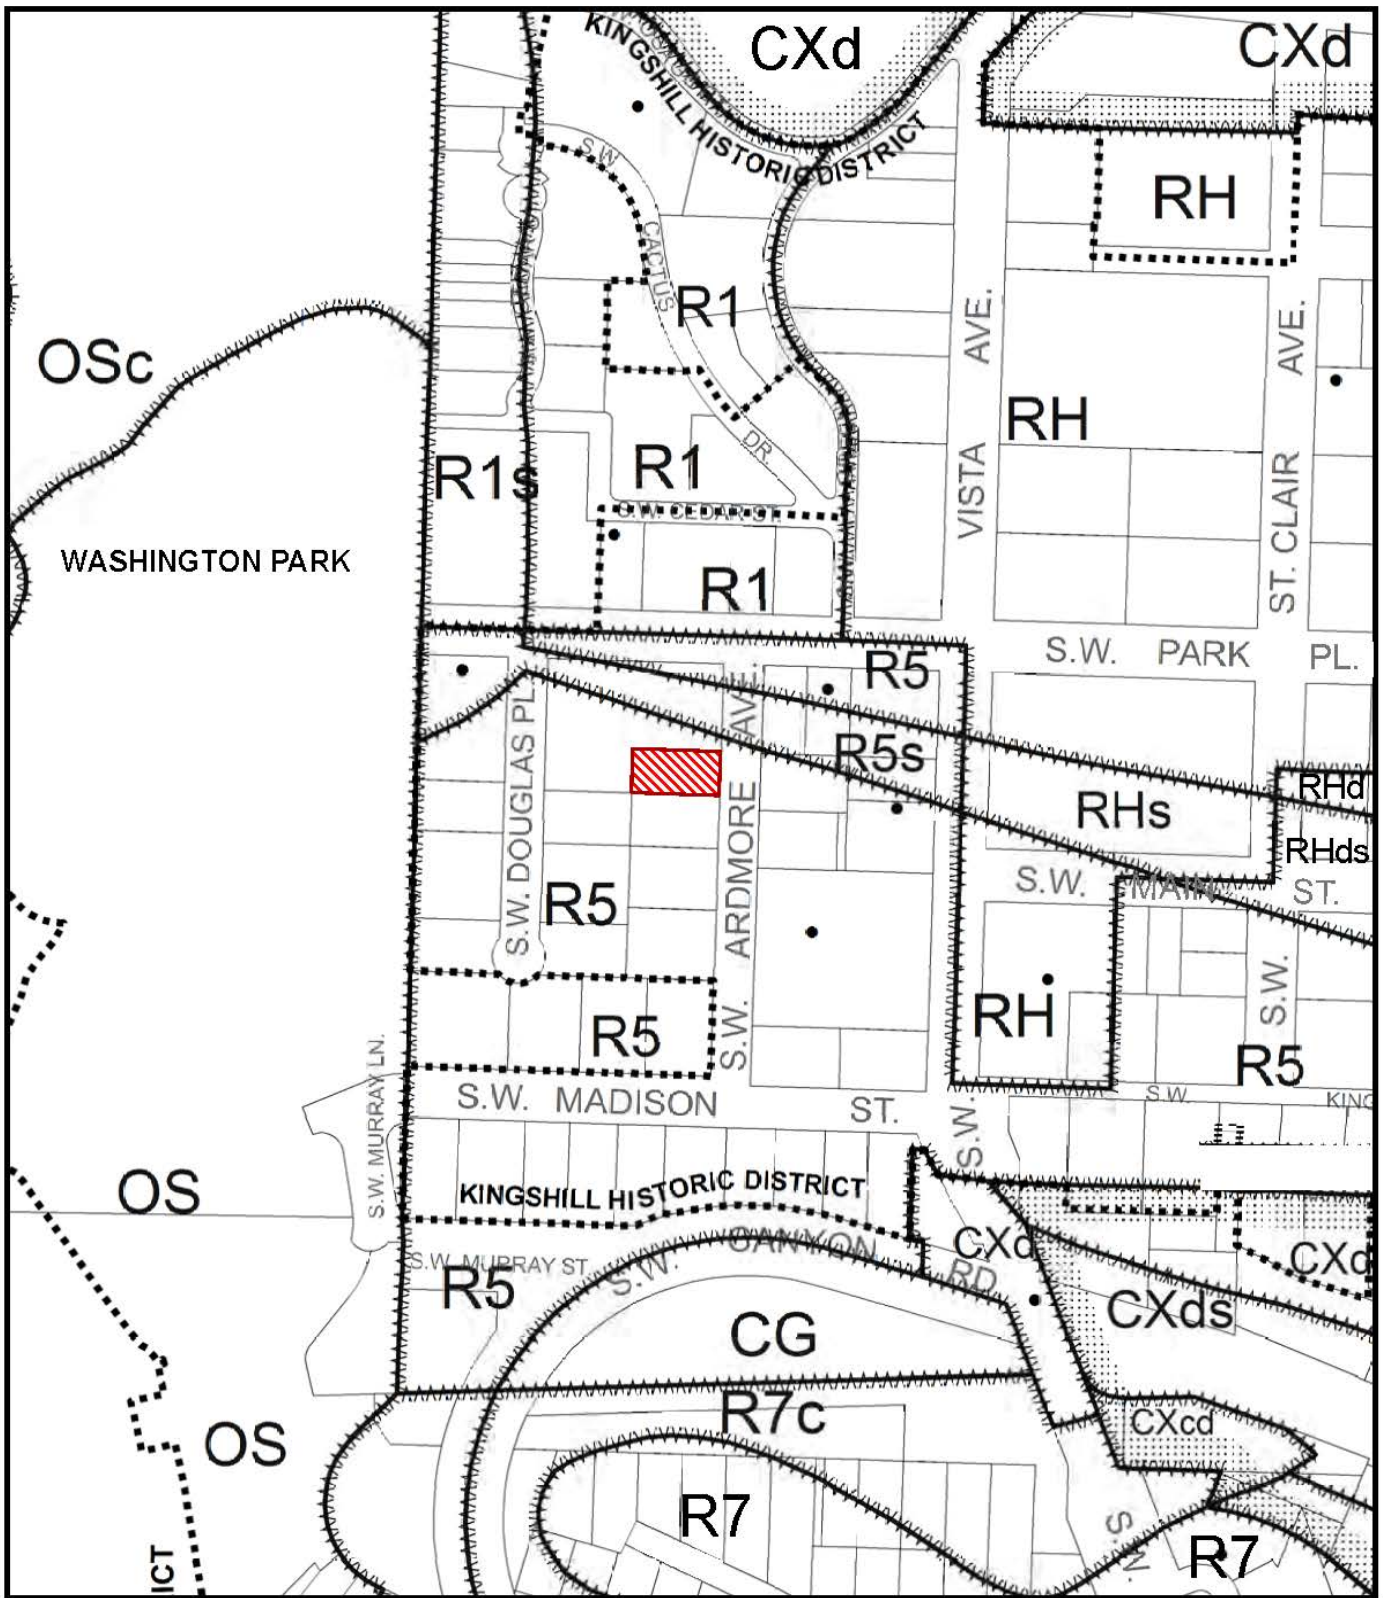 CXd
CXd
KINGSHILL HISTORIC DISTRICT
S.W.
CACTUS
DR.
RH
R1
OSc
AVE.
VISTA
AVE.
ST. CLAIR
RH
R1
R1s
S.W. CEDAR ST.
WASHINGTON PARK
R1
S.W. PARK PL.
R5
R5s
S.W. DOUGLAS PL.
S.W. ARDMORE AVE.
RHs
RHd
RHds
S.W. MAIN ST.
R5
R5
RH
S.W.
R5
S.W. MURRAY LN.
S.W. MADISON ST.
S.W.
KING
S.W.
OS
KINGSHILL HISTORIC DISTRICT
S.W. CANYON RD
S.W. MURRAY ST.
R5
CXd
CXd
CXds
CG
R7c
CXcd
OS
R7
S.W.
R7
ICT